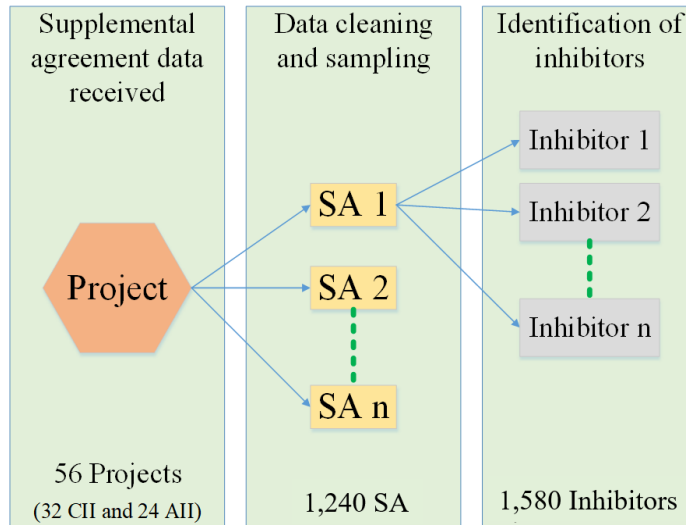 Supplemental
agreement data
received
Project
56 Projects
(32 CII and 24 AII)
Data cleaning
and sampling
SA 1
SA 2
SA n
1,240 SA
Identification of
inhibitors
Inhibitor 1
Inhibitor 2
Inhibitor n
1,580 Inhibitors